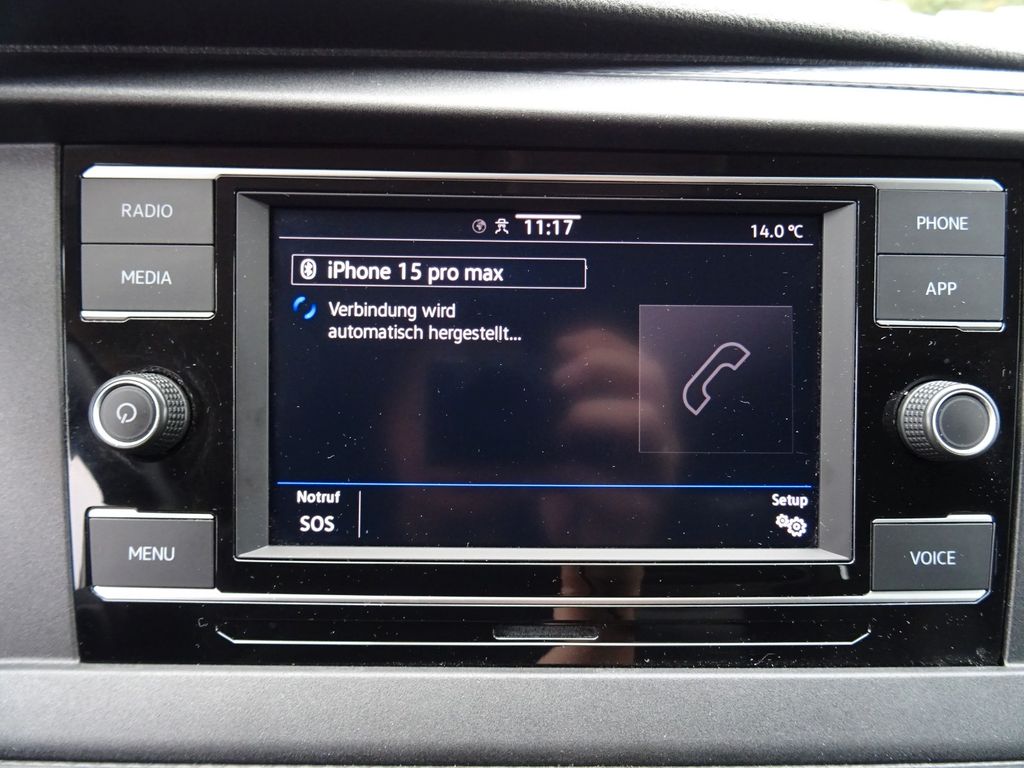 RADIO
MEDIA
MENU
11:17
14.0 °C
iPhone 15 pro max
Verbindung wird
automatisch hergestellt...
Notruf
SOS
Setup
PHONE
APP
VOICE